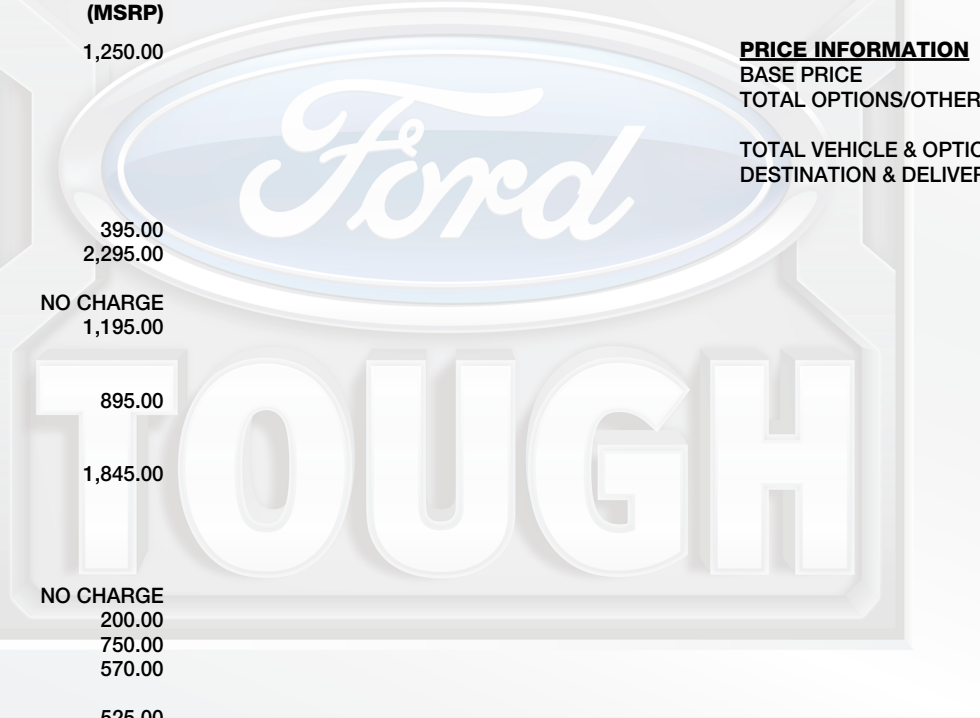 (MSRP)
1,250.00
395.00
2,295.00
NO CHARGE
1,195.00
895.00
1,845.00
NO CHARGE
200.00
750.00
570.00
525.00
PRICE INFORMATION
BASE PRICE
TOTAL OPTIONS/OTHER
TOTAL VEHICLE & OPTIO
DESTINATION & DELIVER
Ford
TOUGH